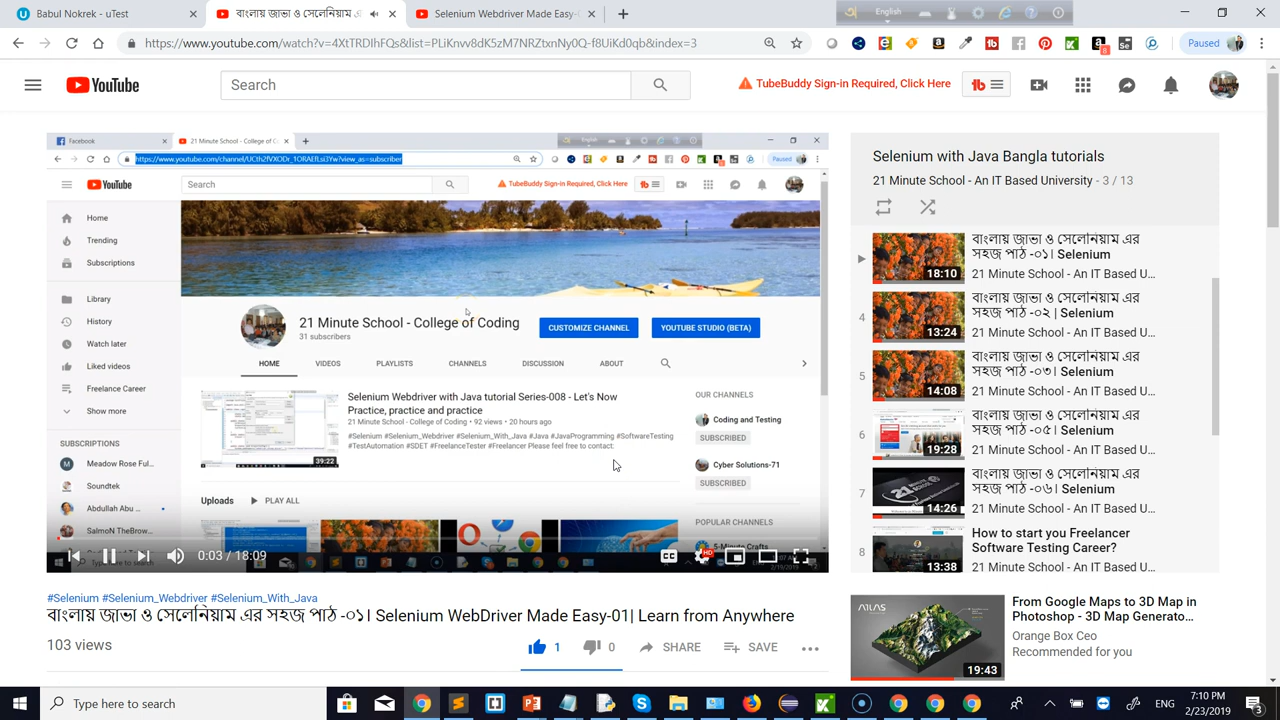 Babul Molla - uTest
বাংলায় জাভা ও সেলেনিয়াম এ
Selenium Webdriver Made Easy-
https://www.youtube.com/watch?v=4XtTRDhnFQs&list=PLiKnvv8dK5zM7NRZtxnNy0Q-f8UiKd0qb&index=3
Paused
YouTube
Search
TubeBuddy Sign-in Required, Click Here
Facebook
21 Minute School - College of C
English
https://www.youtube.com/channel/UCth2fVXODr_1ORAEfLsi3Yw?view_as=subscriber
Paused
YouTube
Search
TubeBuddy Sign-in Required, Click Here
Home
Trending
Subscriptions
Library
History
Watch later
Liked videos
Freelance Career
Show more
SUBSCRIPTIONS
Meadow Rose Ful...
Soundtek
Abdullah Abu ...
SalmoN TheBrow...
21 Minute School - College of Coding
31 subscribers
CUSTOMIZE CHANNEL
YOUTUBE STUDIO (BETA)
HOME
VIDEOS
PLAYLISTS
CHANNELS
DISCUSSION
ABOUT
Selenium Webdriver with Java tutorial Series-008 - Let's Now
Practice, practice and practice
21 Minute School - College of Coding • 92 views • 20 hours ago
#Selenium #Selenium_Webdriver #Selenium_With_Java #Java #JavaProgramming #SoftwareTesting
#TestAutomation #SDET #FreelanceTester #Freelancer Please feel free to contact:
39:22
OUR CHANNELS
Coding and Testing
SUBSCRIBED
Cyber Solutions-71
SUBSCRIBED
Uploads
PLAY ALL
POPULAR CHANNELS
5-Minute Crafts
0:03 / 18:09
CC
HD
#Selenium #Selenium_Webdriver #Selenium_With_Java
বাংলায় জাভা ও সেলেনিয়াম এর সহজ পাঠ -০১| Selenium WebDriver Made Easy-01| Learn from Anywhere
103 views
1
0
SHARE
SAVE
Selenium with Java Bangla tutorials
21 Minute School - An IT Based University - 3 / 13
বাংলায় জাভা ও সেলেনিয়াম এর
সহজ পাঠ -০১| Selenium
21 Minute School - An IT Based U...
18:10
4
বাংলায় জাভা ও সেলেনিয়াম এর
সহজ পাঠ -০২ | Selenium
21 Minute School - An IT Based U...
13:24
5
বাংলায় জাভা ও সেলেনিয়াম এর
সহজ পাঠ -০৩| Selenium
21 Minute School - An IT Based U...
14:08
6
বাংলায় জাভা ও সেলেনিয়াম এর
সহজ পাঠ -০৫| Selenium
21 Minute School - An IT Based U...
19:28
7
বাংলায় জাভা ও সেলেনিয়াম এর
সহজ পাঠ -০৬| Selenium
21 Minute School - An IT Based U...
14:26
8
How to start you Freelancer
Software Testing Career?
21 Minute School - An IT Based U...
13:38
From Google Maps to 3D Map in
Photoshop - 3D Map Generato...
Orange Box Ceo
Recommended for you
19:43
Type here to search
ENG
7:10 PM
2/23/2019
3